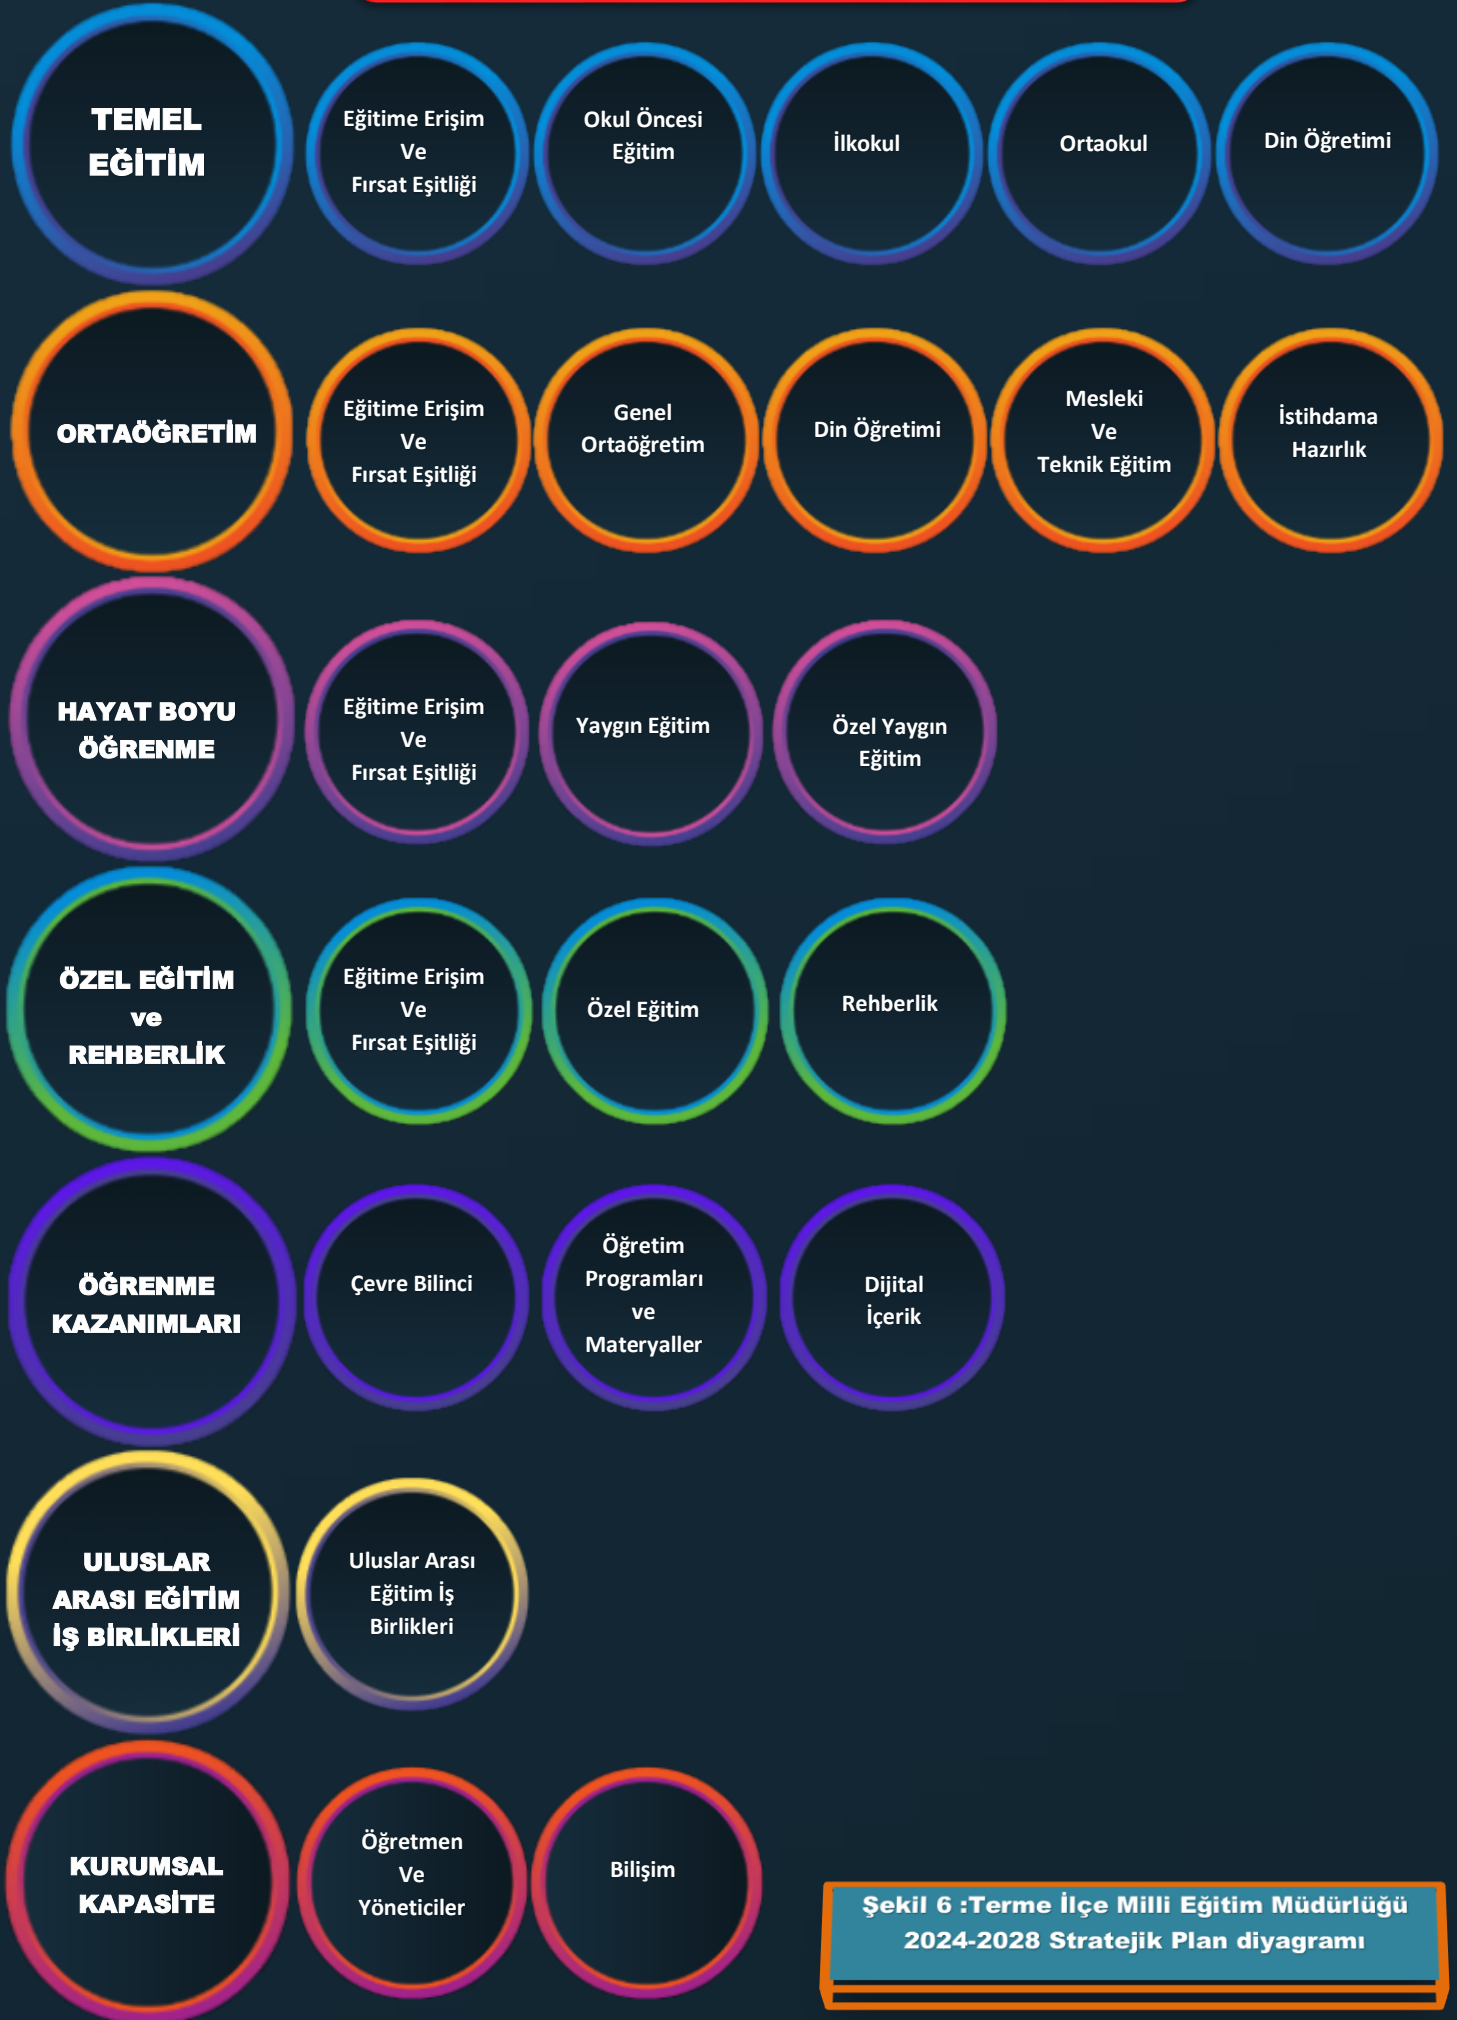 TEMEL
EĞİTİM
Eğitime Erişim
Ve
Fırsat Eşitliği
Okul Öncesi
Eğitim
İlkokul
Ortaokul
Din Öğretimi
ORTAÖĞRETİM
Eğitime Erişim
Ve
Fırsat Eşitliği
Genel
Ortaöğretim
Din Öğretimi
Mesleki
Ve
Teknik Eğitim
İstihdama
Hazırlık
HAYAT BOYU
ÖĞRENME
Eğitime Erişim
Ve
Fırsat Eşitliği
Yaygın Eğitim
Özel Yaygın
Eğitim
ÖZEL EĞİTİM
ve
REHBERLİK
Eğitime Erişim
Ve
Fırsat Eşitliği
Özel Eğitim
Rehberlik
ÖĞRENME
KAZANIMLARI
Çevre Bilinci
Öğretim
Programları
ve
Materyaller
Dijital
İçerik
ULUSLAR
ARASI EĞİTİM
İŞ BİRLİKLERİ
Uluslar Arası
Eğitim İş
Birlikleri
KURUMSAL
KAPASİTE
Öğretmen
Ve
Yöneticiler
Bilişim
Şekil 6 :Terme İlçe Milli Eğitim Müdürlüğü
2024-2028 Stratejik Plan diyagramı